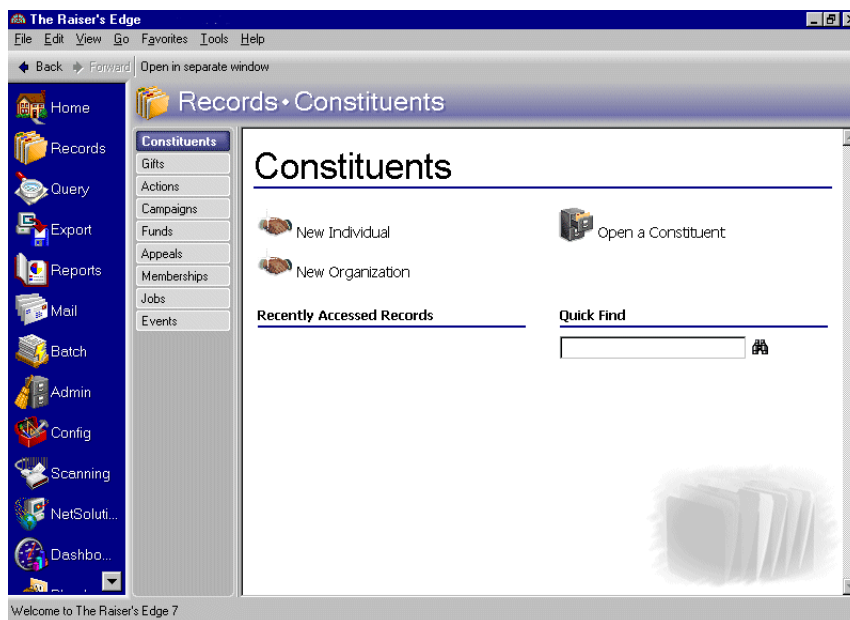 The Raiser's Edge
File Edit View Go Favorites Tools Help
Back Forward Open in separate window
Records • Constituents
Home
Records
Query
Export
Reports
Mail
Batch
Admin
Config
Scanning
NetSoluti...
Dashbo...
Constituents
Gifts
Actions
Campaigns
Funds
Appeals
Memberships
Jobs
Events
Constituents
New Individual
Open a Constituent
New Organization
Recently Accessed Records
Quick Find
Welcome to The Raiser's Edge 7